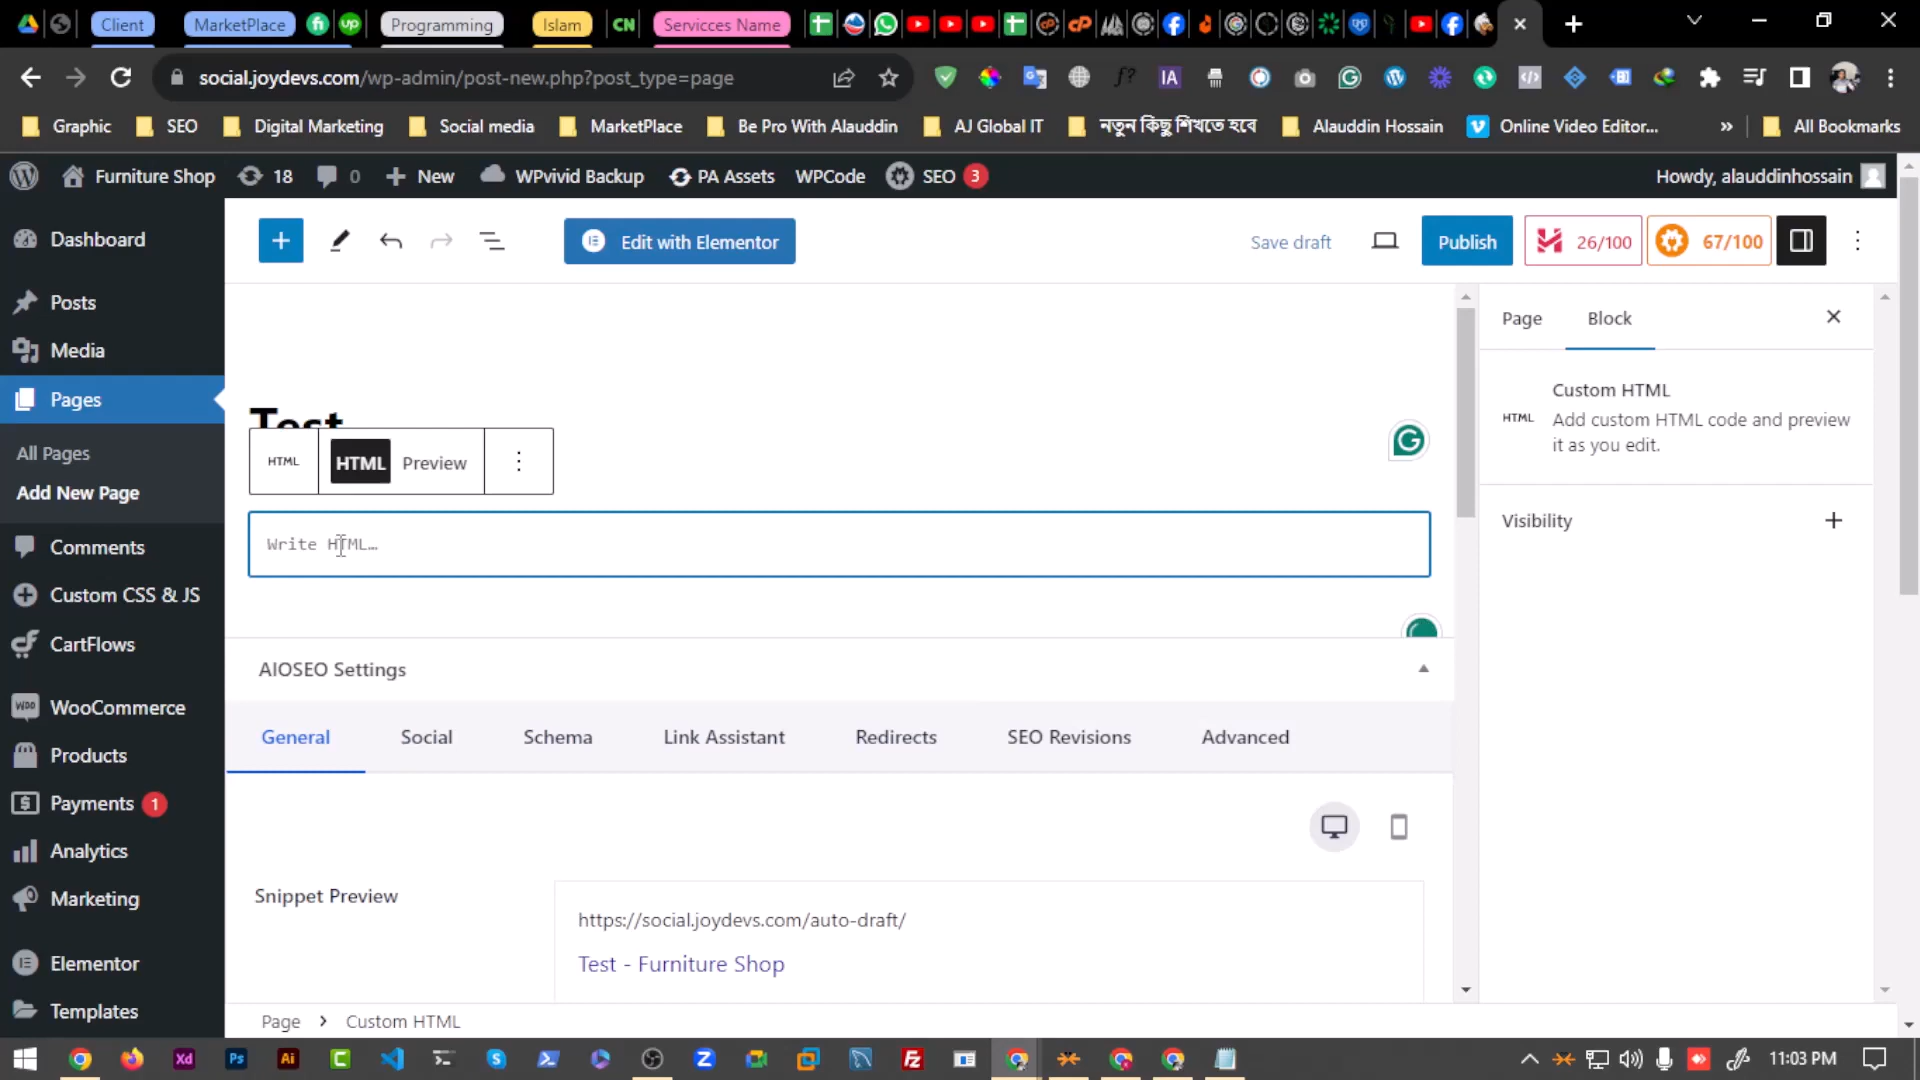 Client
MarketPlace
Programming
Islam
CN
Servicces Name
social.joydevs.com/wp-admin/post-new.php?post_type=page
f?
IA
Graphic
SEO
Digital Marketing
Social media
MarketPlace
Be Pro With Alauddin
AJ Global IT
নতুন কিছু শিখতে হবে
Alauddin Hossain
Online Video Editor...
»
All Bookmarks
Furniture Shop
18
0
New
WPvivid Backup
PA Assets
WPCode
SEO
3
Howdy, alauddinhossain
Dashboard
Posts
Media
Pages
All Pages
Add New Page
Comments
Custom CSS & JS
CartFlows
WooCommerce
Products
Payments
1
Analytics
Marketing
Elementor
Templates
Edit with Elementor
Save draft
Publish
26/100
67/100
Test
HTML
HTML
Preview
Write HTML…
AIOSEO Settings
General
Social
Schema
Link Assistant
Redirects
SEO Revisions
Advanced
Snippet Preview
https://social.joydevs.com/auto-draft/
Test - Furniture Shop
Page
Custom HTML
Page
Block
HTML
Custom HTML
Add custom HTML code and preview
it as you edit.
Visibility
Xd
Ps
Ai
11:03 PM